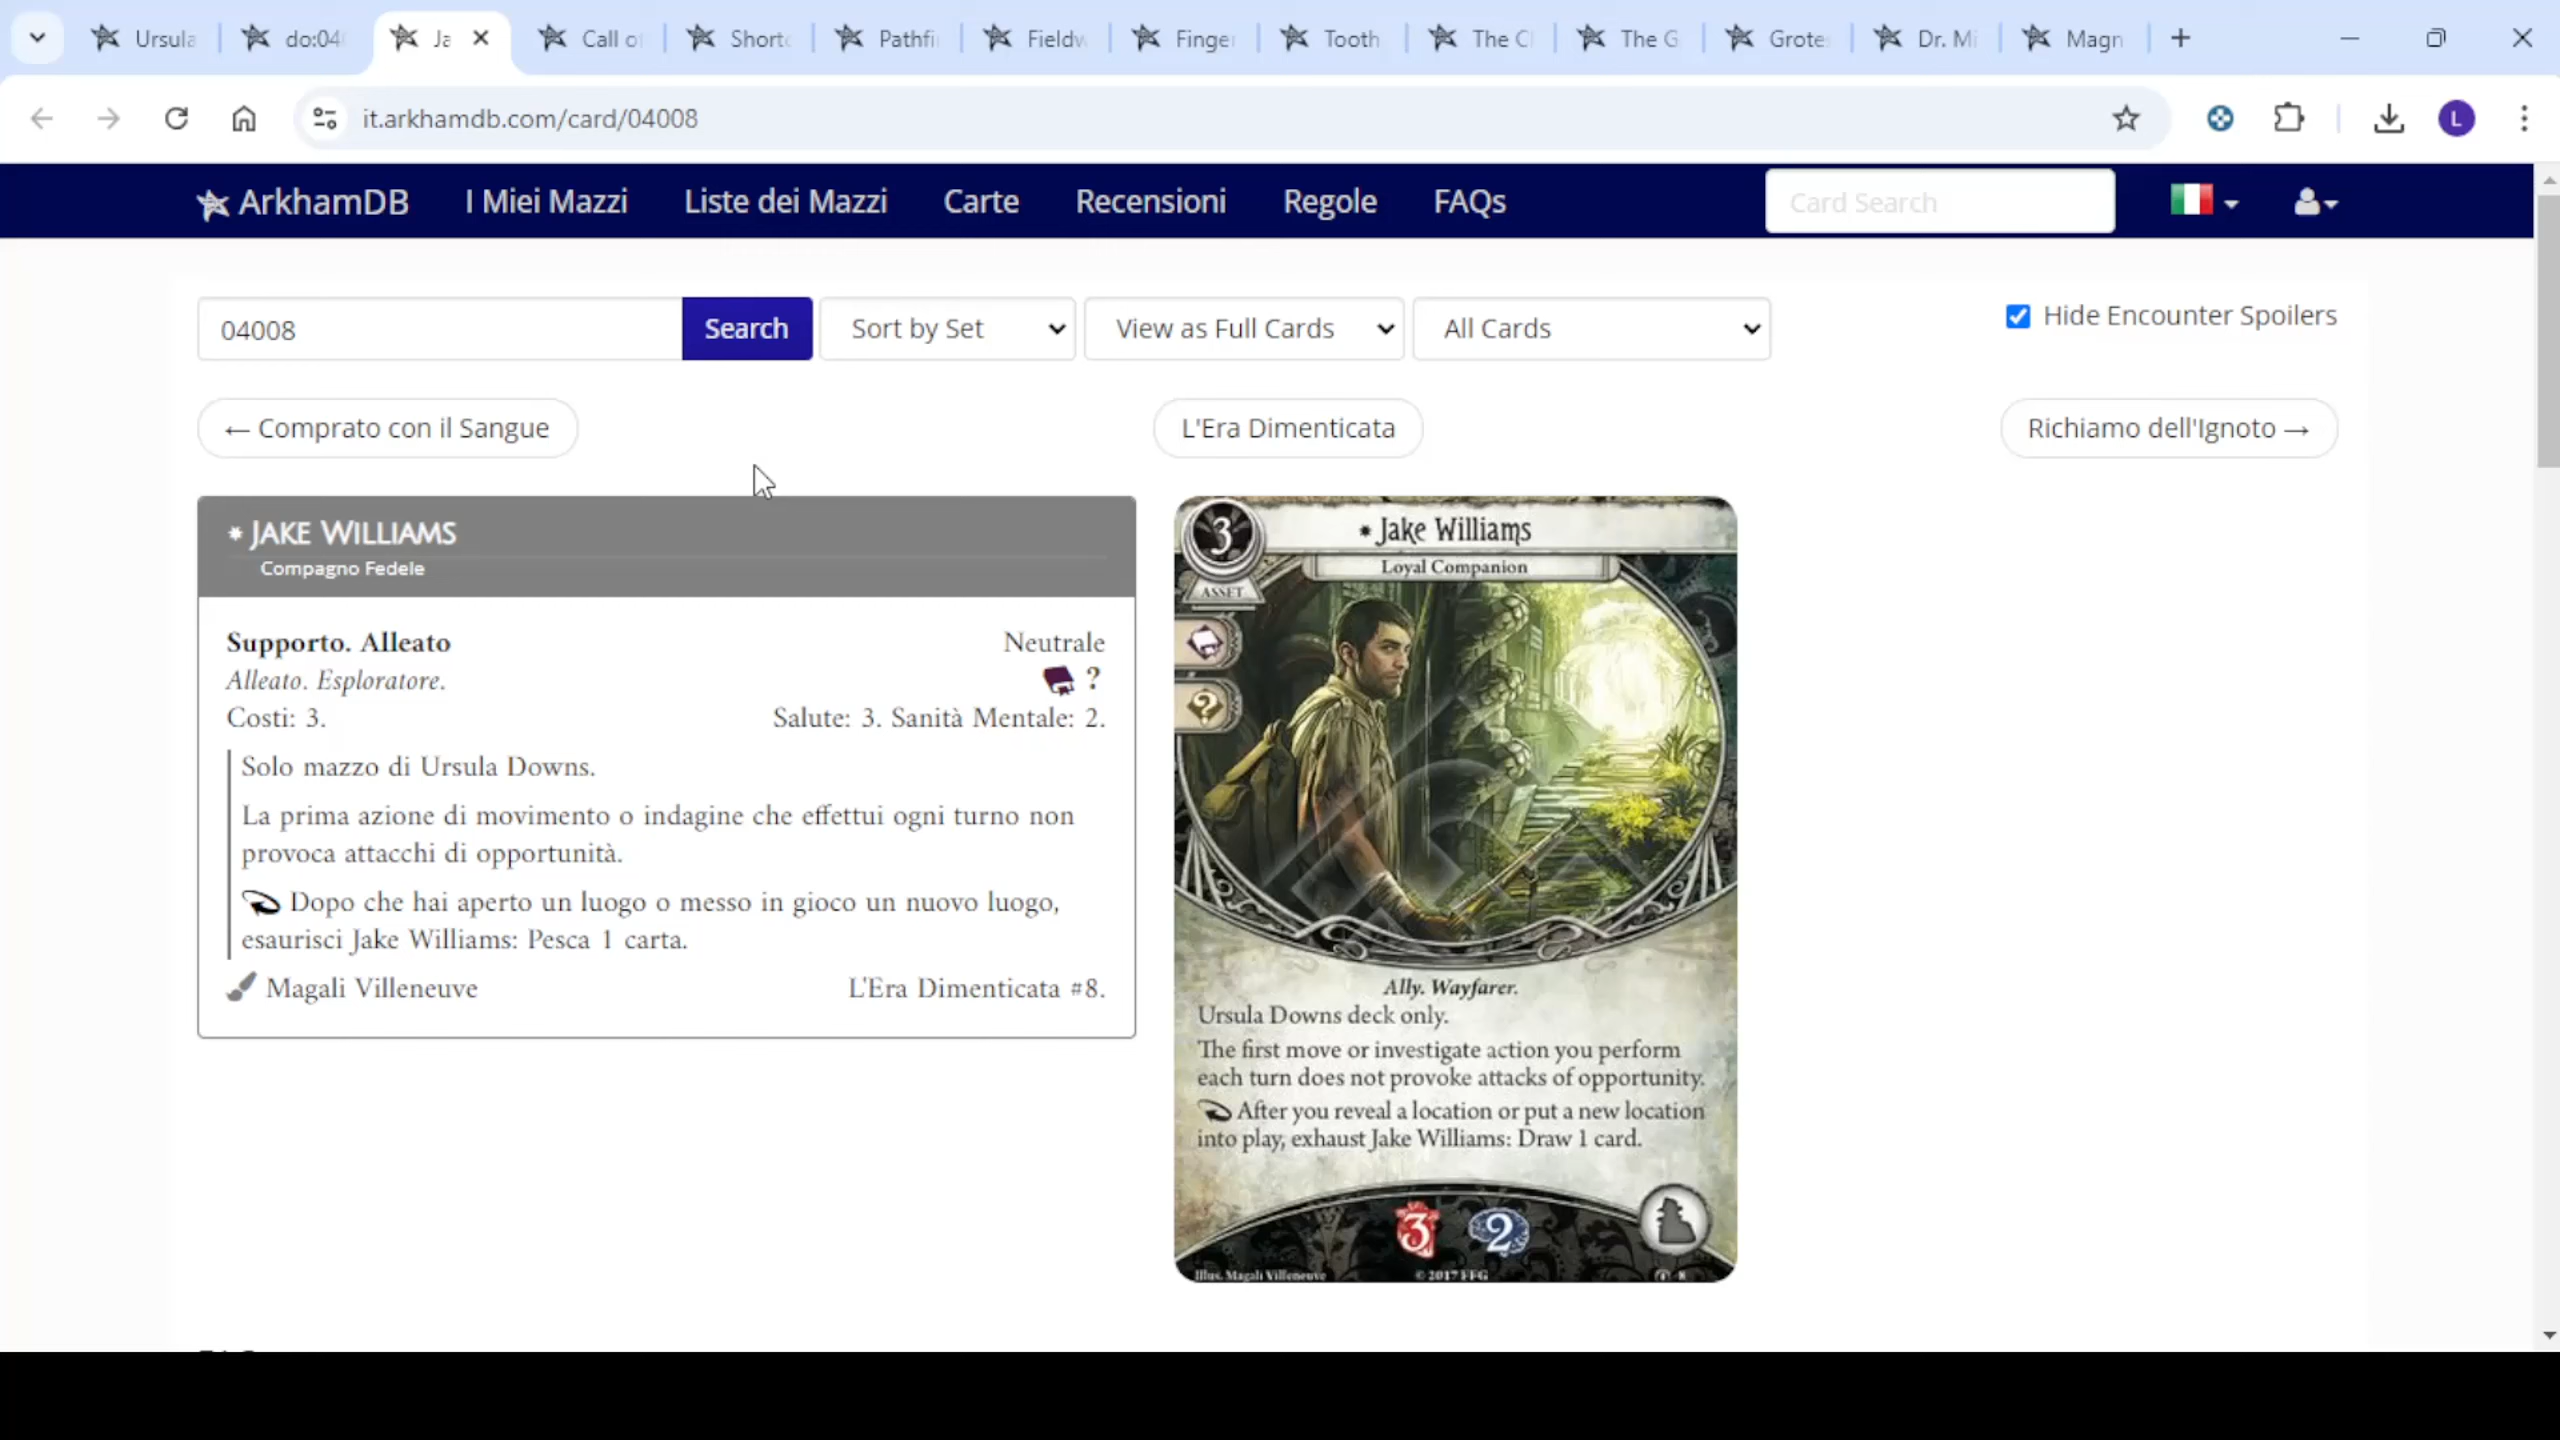 Ursula
do:04
Ja
Call of
Shortc
Pathfi
Fieldw
Finge
Tooth
The C
The G
Grote
Dr. Mi
Magn
it.arkhamdb.com/card/04008
L
ArkhamDB
I Miei Mazzi
Liste dei Mazzi
Carte
Recensioni
Regole
FAQs
Card Search
04008
Search
Sort by Set
View as Full Cards
All Cards
Hide Encounter Spoilers
← Comprato con il Sangue
L'Era Dimenticata
Richiamo dell'Ignoto →
JAKE WILLIAMS
Compagno Fedele
Supporto. Alleato
Neutrale
Alleato. Esploratore.
?
Costi: 3.
Salute: 3. Sanità Mentale: 2.
Solo mazzo di Ursula Downs.
La prima azione di movimento o indagine che effettui ogni turno non
provoca attacchi di opportunità.
Dopo che hai aperto un luogo o messo in gioco un nuovo luogo,
esaurisci Jake Williams: Pesca 1 carta.
Magali Villeneuve
L'Era Dimenticata #8.
3
Jake Williams
Loyal Companion
ASSET
?
Ally. Wayfarer.
Ursula Downs deck only.
The first move or investigate action you perform
each turn does not provoke attacks of opportunity.
After you reveal a location or put a new location
into play, exhaust Jake Williams: Draw 1 card.
3
2
Illus. Magali Villeneuve
© 2017 FFG
8